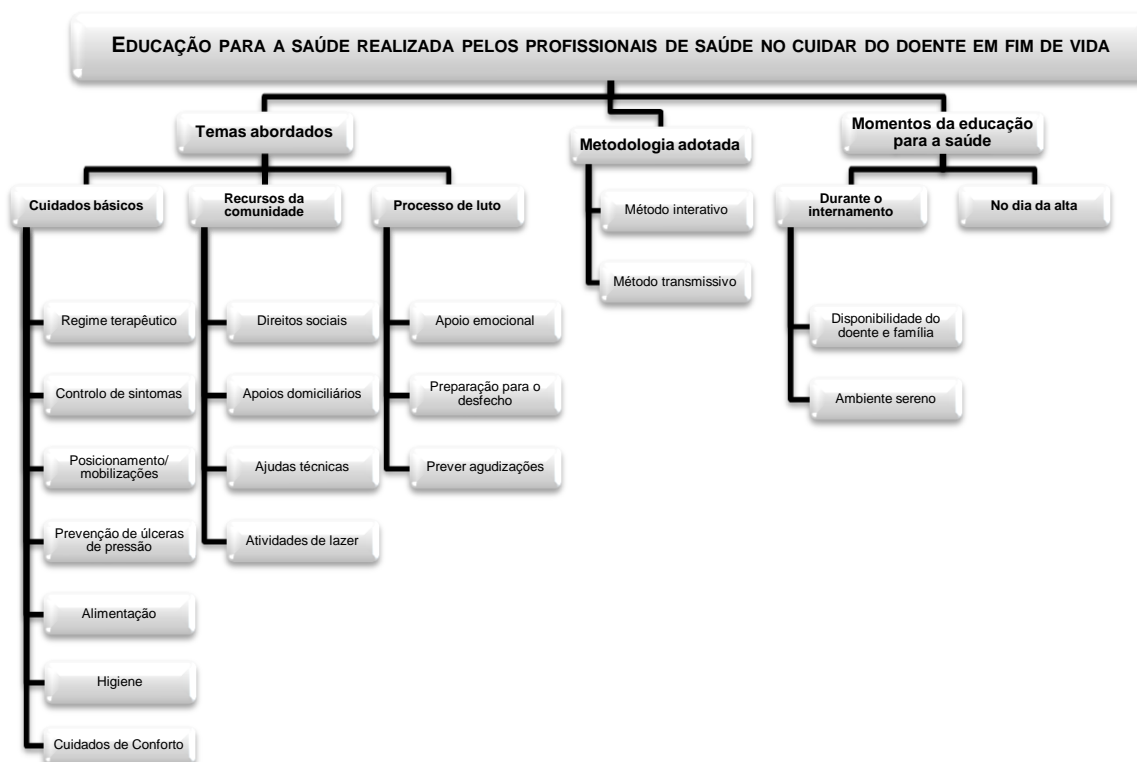 EDUCAÇÃO PARA A SAÚDE REALIZADA PELOS PROFISSIONAIS DE SAÚDE NO CUIDAR DO DOENTE EM FIM DE VIDA
Temas abordados
Cuidados básicos
Regime terapêutico
Controlo de sintomas
Posicionamento/
mobilizações
Prevenção de úlceras
de pressão
Alimentação
Higiene
Cuidados de Conforto
Recursos da
comunidade
Direitos sociais
Apoios domiciliários
Ajudas técnicas
Atividades de lazer
Processo de luto
Apoio emocional
Preparação para o
desfecho
Prever agudizações
Metodologia adotada
Método interativo
Método transmissivo
Momentos da educação
para a saúde
Durante o
internamento
Disponibilidade do
doente e família
Ambiente sereno
No dia da alta